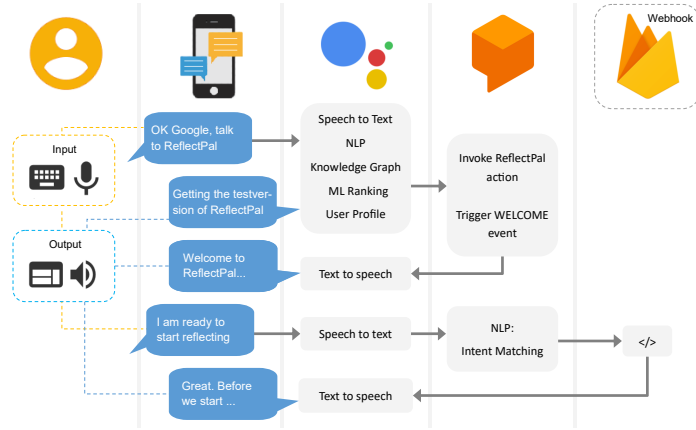 Webhook
OK Google, talk
to ReflectPal
Input
Speech to Text
NLP
Knowledge Graph
ML Ranking
User Profile
Invoke ReflectPal
action
Trigger WELCOME
event
Getting the testver-
sion of ReflectPal
Output
Welcome to
ReflectPal...
Text to speech
I am ready to
start reflecting
Speech to text
NLP:
Intent Matching
</>
Great. Before
we start ...
Text to speech